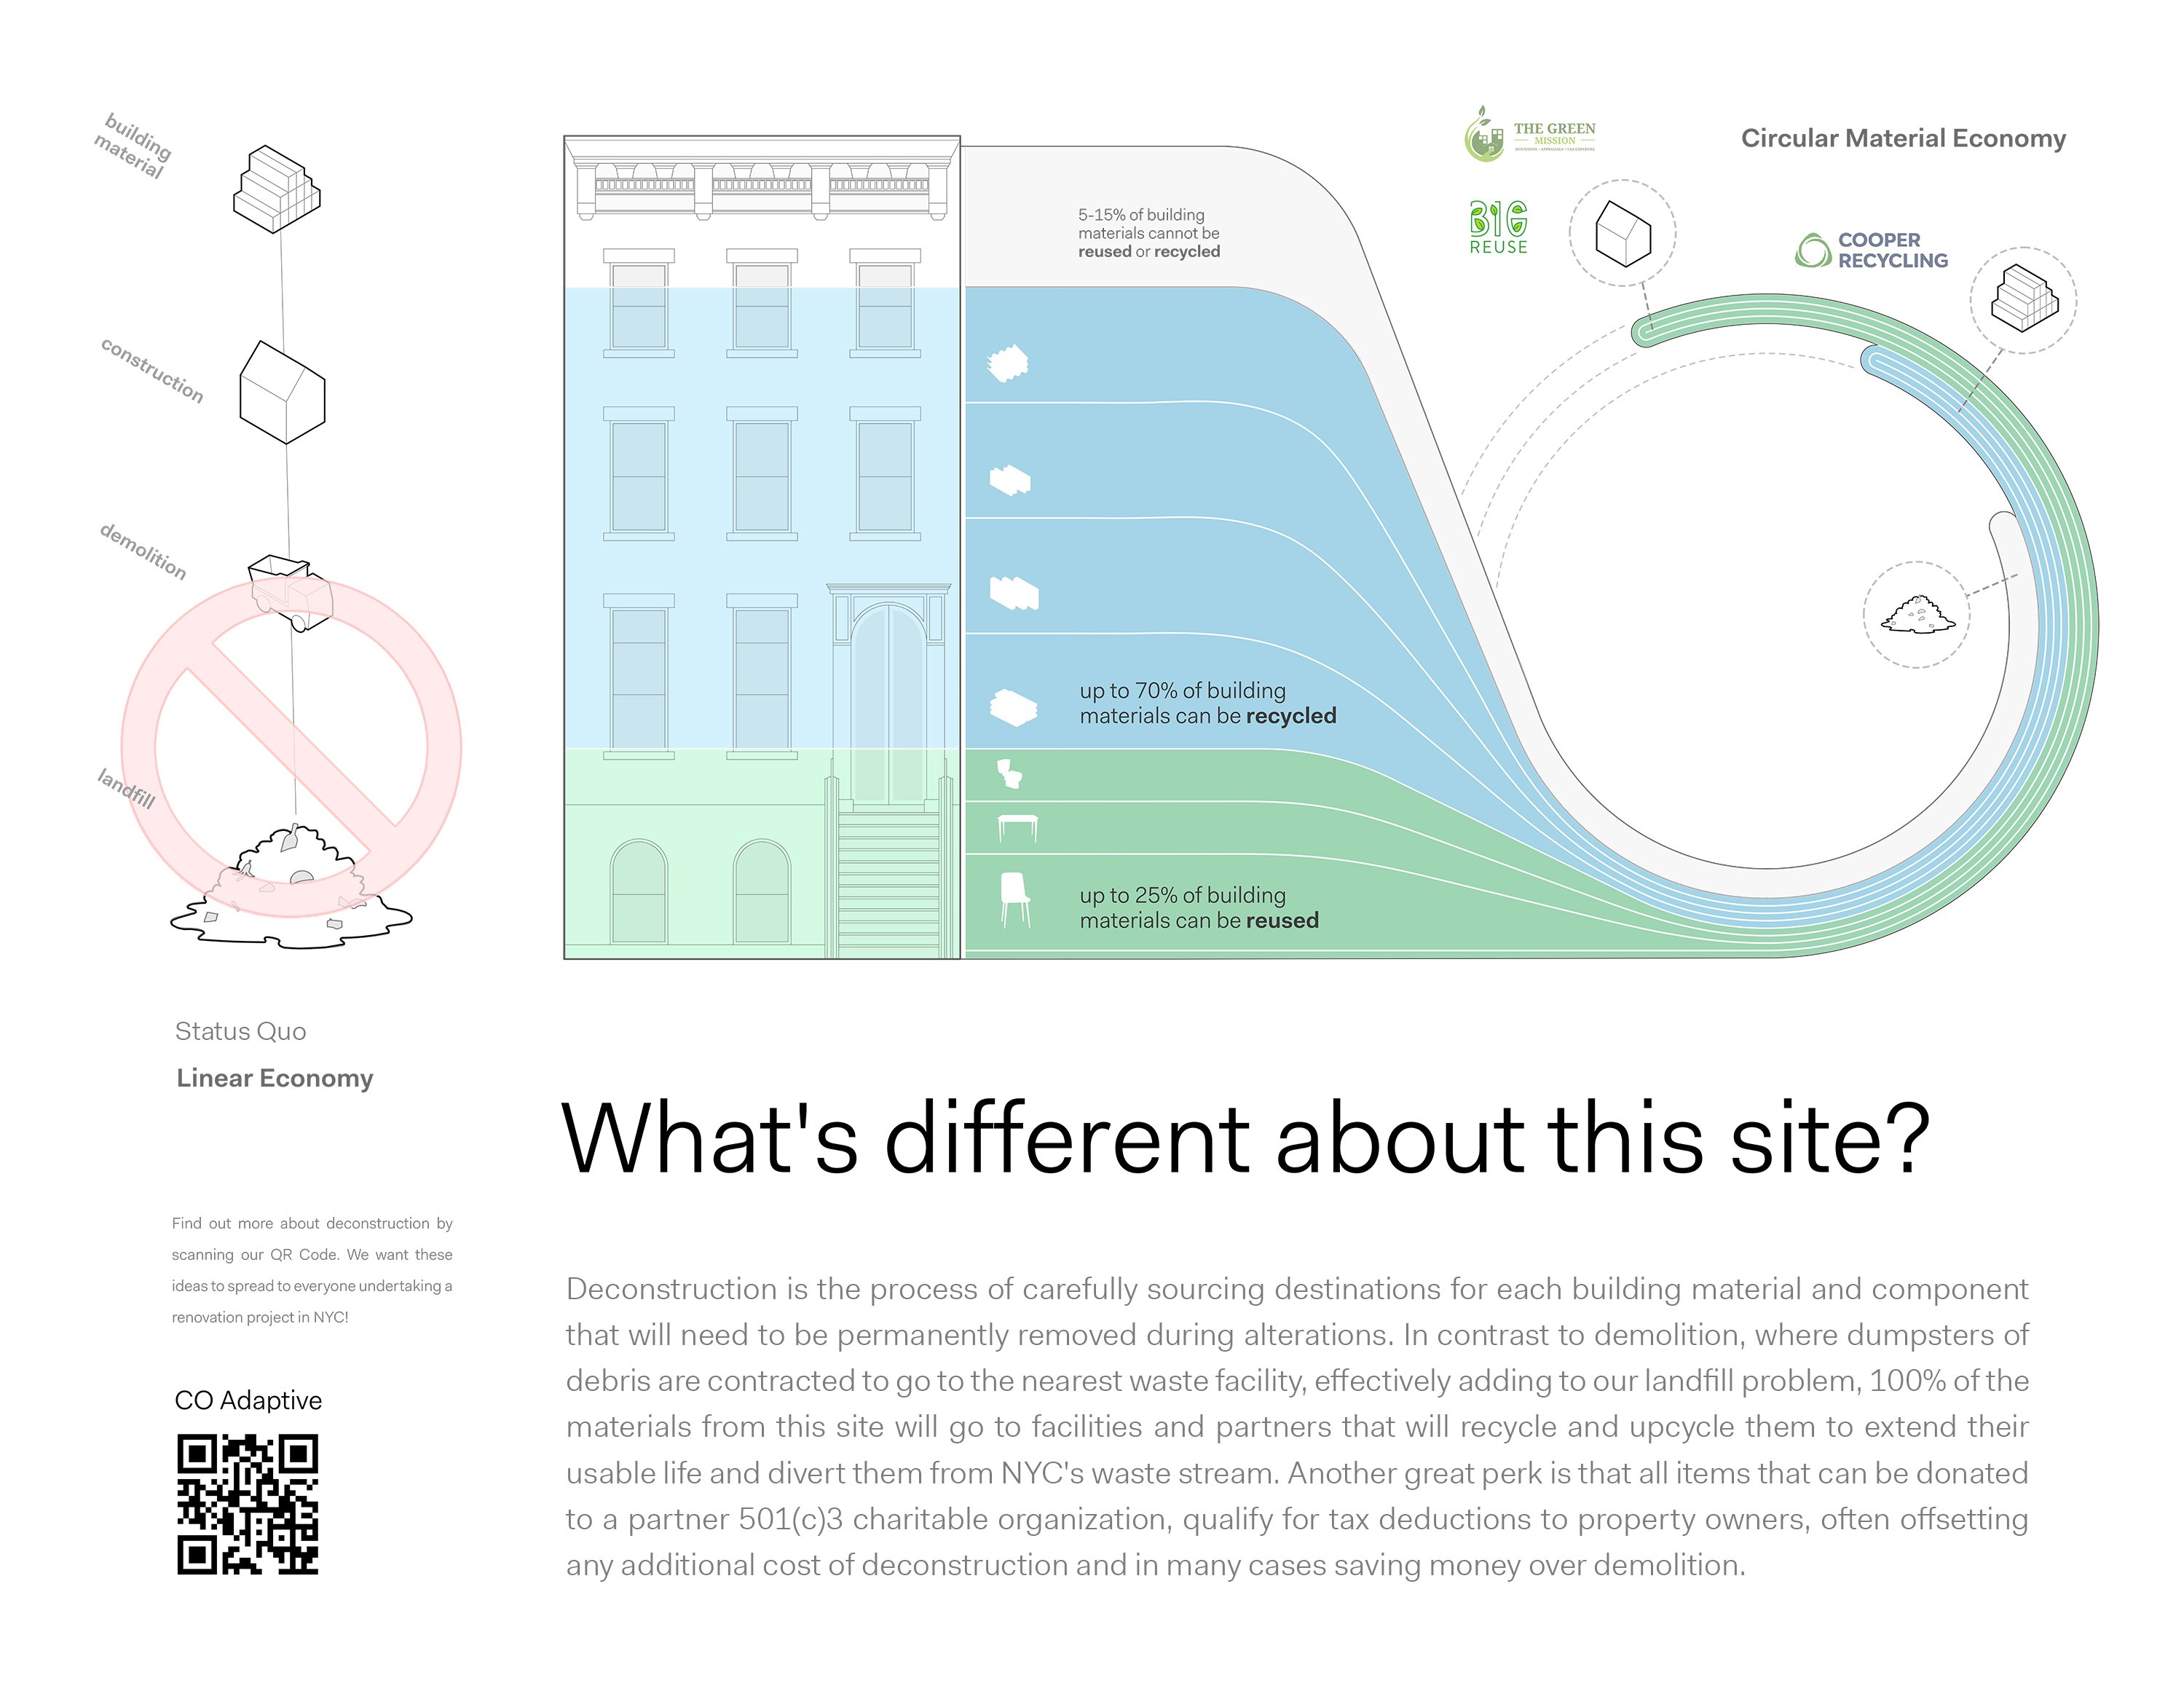 building
material
construction
demolition
landfill
Status Quo
Linear Economy
Find out more about deconstruction by
scanning our QR Code. We want these
ideas to spread to everyone undertaking a
renovation project in NYC!
CO Adaptive
5-15% of building
materials cannot be
reused or recycled
up to 70% of building
materials can be recycled
up to 25% of building
materials can be reused
THE GREEN
MISSION
BIG
REUSE
Circular Material Economy
COOPER
RECYCLING
What's different about this site?
Deconstruction is the process of carefully sourcing destinations for each building material and component
that will need to be permanently removed during alterations. In contrast to demolition, where dumpsters of
debris are contracted to go to the nearest waste facility, effectively adding to our landfill problem, 100% of the
materials from this site will go to facilities and partners that will recycle and upcycle them to extend their
usable life and divert them from NYC's waste stream. Another great perk is that all items that can be donated
to a partner 501(c)3 charitable organization, qualify for tax deductions to property owners, often offsetting
any additional cost of deconstruction and in many cases saving money over demolition.